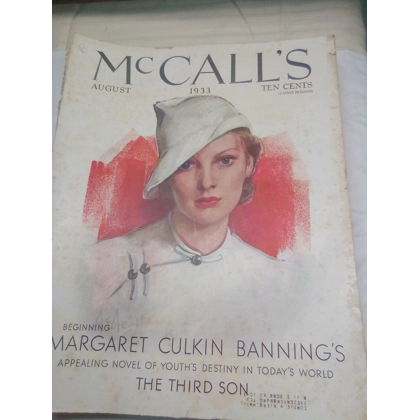 McCALL'S
AUGUST 1933 TEN CENTS
BEGINNING
MARGARET CULKIN BANNING'S
APPEALING NOVEL OF YOUTH'S DESTINY IN TODAY'S WORLD
THE THIRD SON